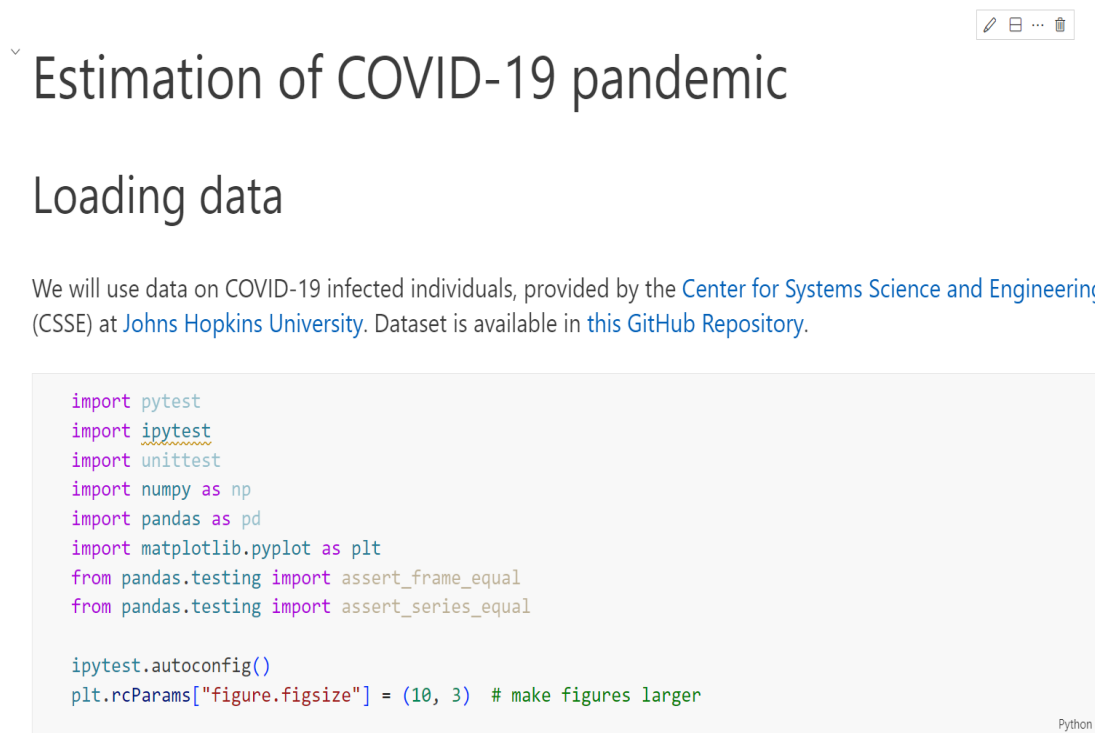 Estimation of COVID-19 pandemic
Loading data
We will use data on COVID-19 infected individuals, provided by the Center for Systems Science and Engineering
(CSSE) at Johns Hopkins University. Dataset is available in this GitHub Repository.
import pytest
import ipytest
import unittest
import numpy as np
import pandas as pd
import matplotlib.pyplot as plt
from pandas.testing import assert_frame_equal
from pandas.testing import assert_series_equal
ipytest.autoconfig()
plt.rcParams["figure.figsize"] = (10, 3)  # make figures larger
Python